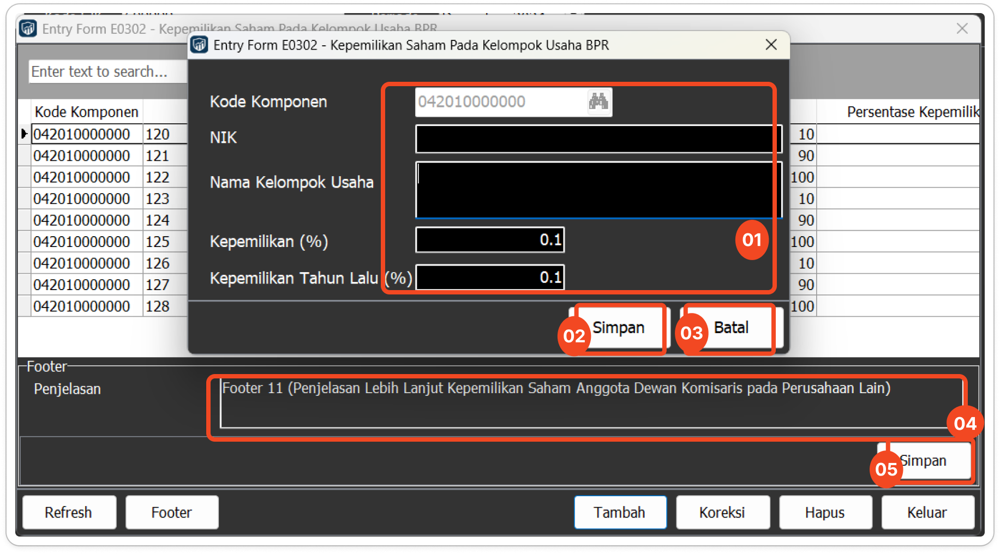 Entry Form E0302 - Kepemilikan Saham Pada Kelompok Usaha BPR
Entry Form E0302 - Kepemilikan Saham Pada Kelompok Usaha BPR
Enter text to search...
Kode Komponen
Persentase Kepemilik
042010000000 120 10
042010000000 121 90
042010000000 122 100
042010000000 123 10
042010000000 124 90
042010000000 125 100
042010000000 126 10
042010000000 127 90
042010000000 128 100
Kode Komponen 042010000000
NIK
Nama Kelompok Usaha
Kepemilikan (%) 0.1
01
Kepemilikan Tahun Lalu (%) 0.1
02 Simpan 03 Batal
Footer
Penjelasan Footer 11 (Penjelasan Lebih Lanjut Kepemilikan Saham Anggota Dewan Komisaris pada Perusahaan Lain)
04
05 Simpan
Refresh Footer Tambah Koreksi Hapus Keluar